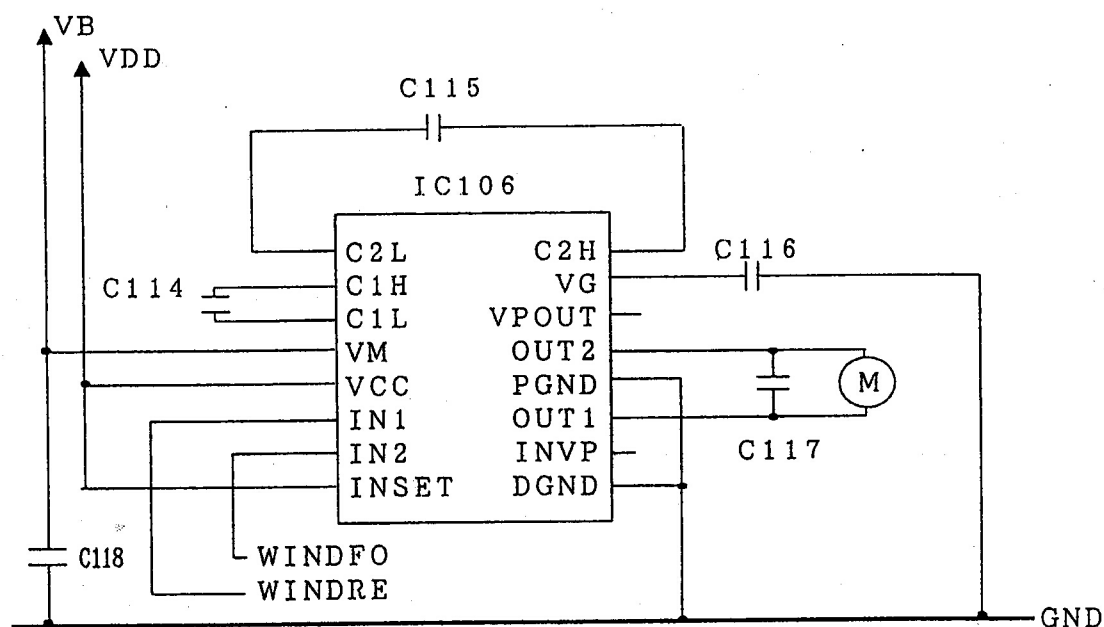 VB
VDD
C115
IC106
C2L
C2H
C116
C114
C1H
VG
C1L
VPOUT
VM
OUT2
VCC
PGND
M
IN1
OUT1
IN2
INVP
C117
INSET
DGND
C118
WINDFO
WINDRE
GND